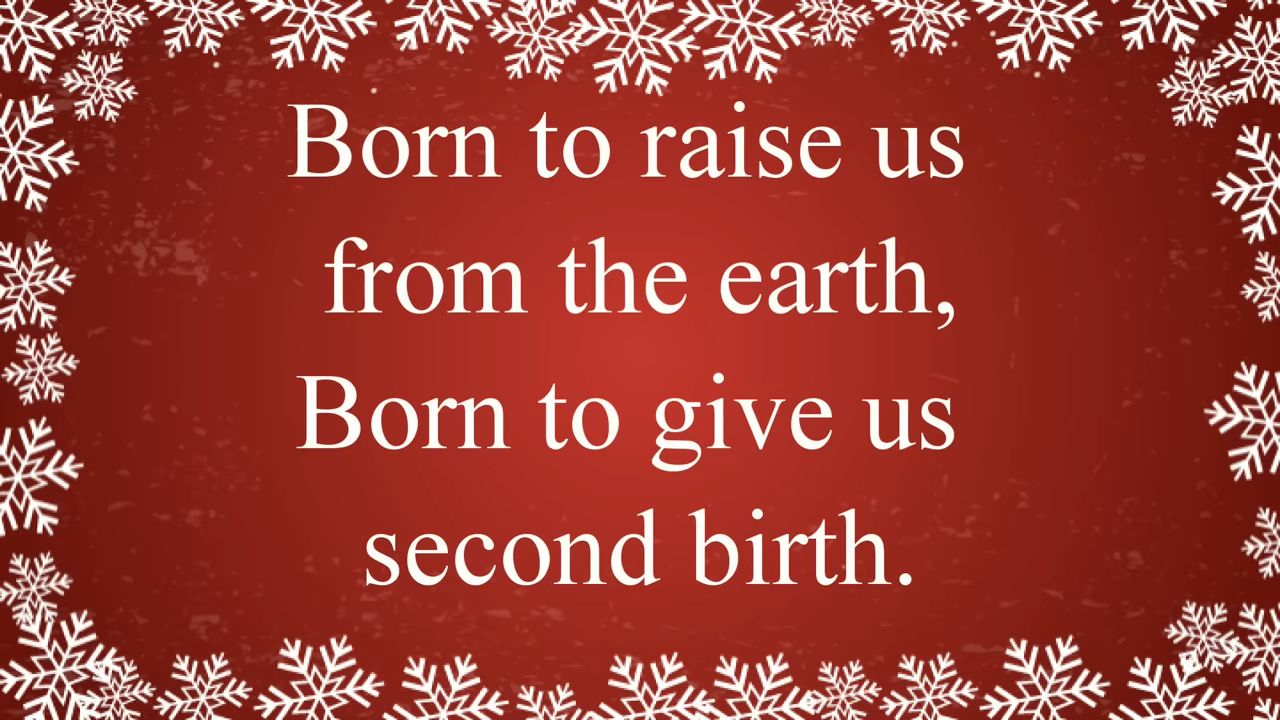 Born to raise us
from the earth,
Born to give us
second birth.